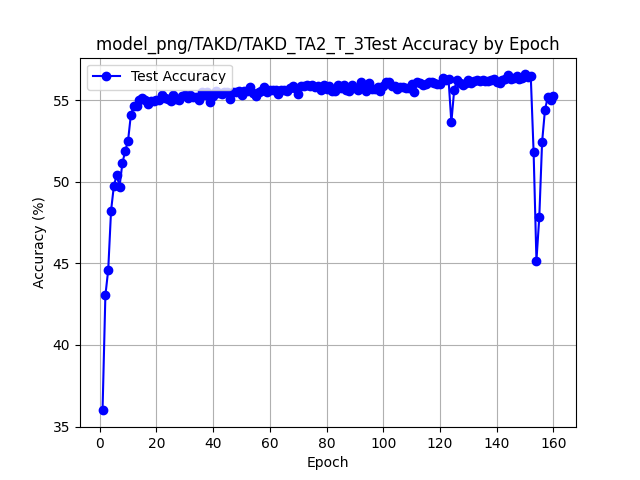 model_png/TAKD/TAKD_TA2_T_3Test Accuracy by Epoch
Test Accuracy
Accuracy (%)
55
50
45
40
35
0 20 40 60 80 100 120 140 160
Epoch